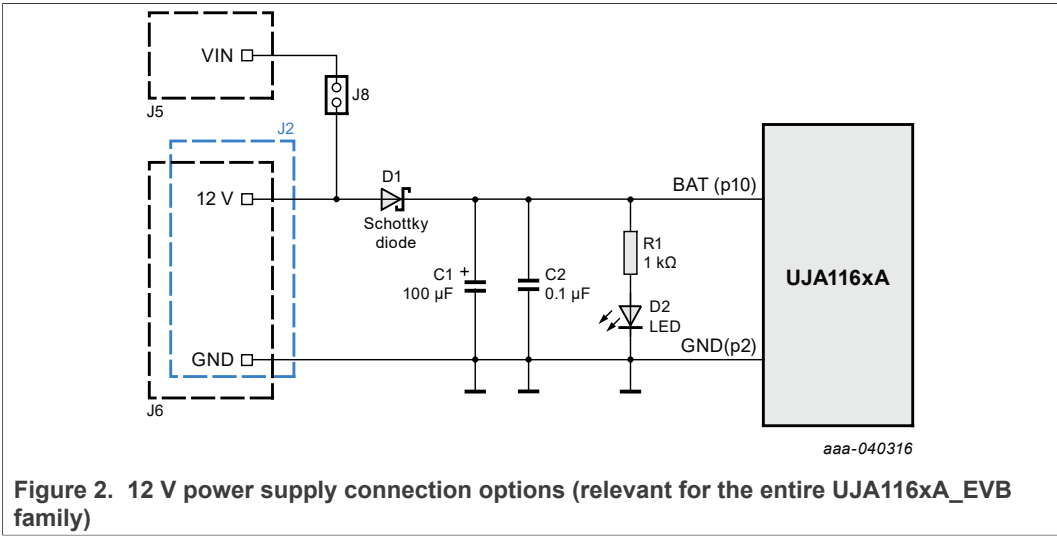 VIN
J5
J8
J2
12 V
D1
Schottky
diode
BAT (p10)
C1
+
100 µF
C2
0.1 µF
R1
1 kΩ
D2
LED
UJA116xA
GND
GND(p2)
J6
aaa-040316
Figure 2. 12 V power supply connection options (relevant for the entire UJA116xA_EVB
family)